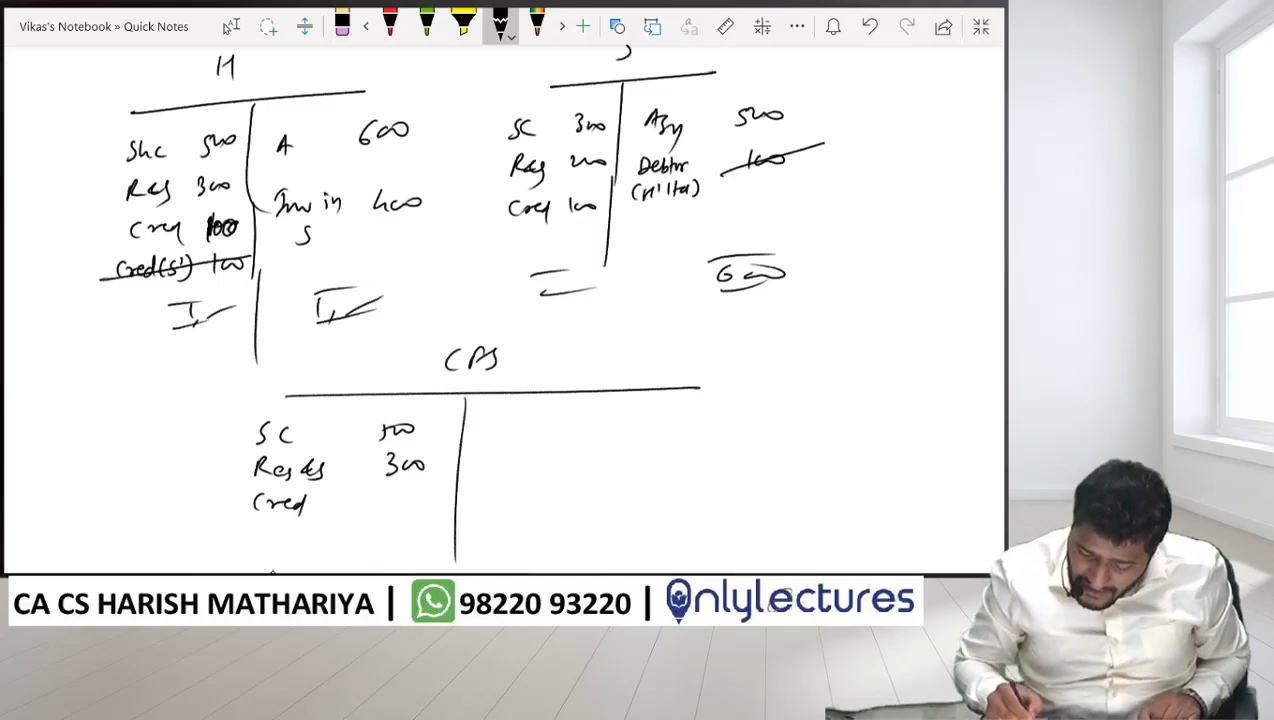 Vikas's Notebook » Quick Notes
H
S
Shc 500
A 600
Res 300
Inv in S 400
Cred 100
Cred(S') 100
SC 300
Res 200
Debtor 100
(H' Ltd)
Cred 100
600
CBS
SC 500
Res 300
Cred
CA CS HARISH MATHARIYA | 98220 93220 | Onlylectures